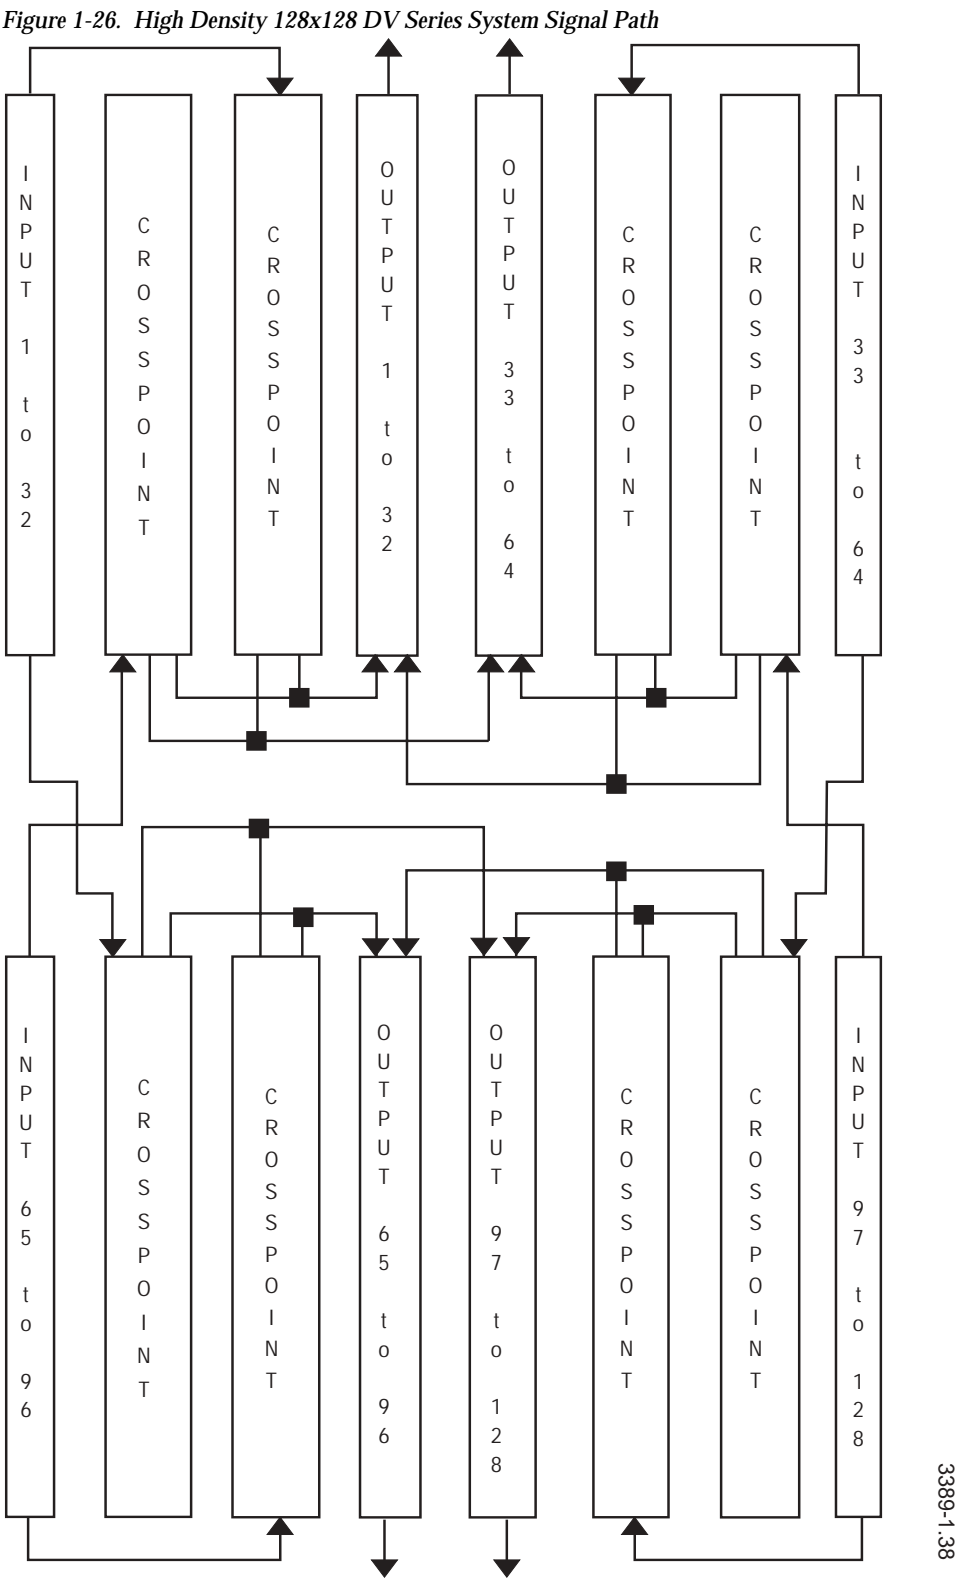 Figure 1-26. High Density 128x128 DV Series System Signal Path
INPUT 1 to 32
CROSSPOINT
CROSSPOINT
OUTPUT 1 to 32
OUTPUT 33 to 64
CROSSPOINT
CROSSPOINT
INPUT 33 to 64
INPUT 65 to 96
CROSSPOINT
CROSSPOINT
OUTPUT 65 to 96
OUTPUT 97 to 128
CROSSPOINT
CROSSPOINT
INPUT 97 to 128
3389-1.38